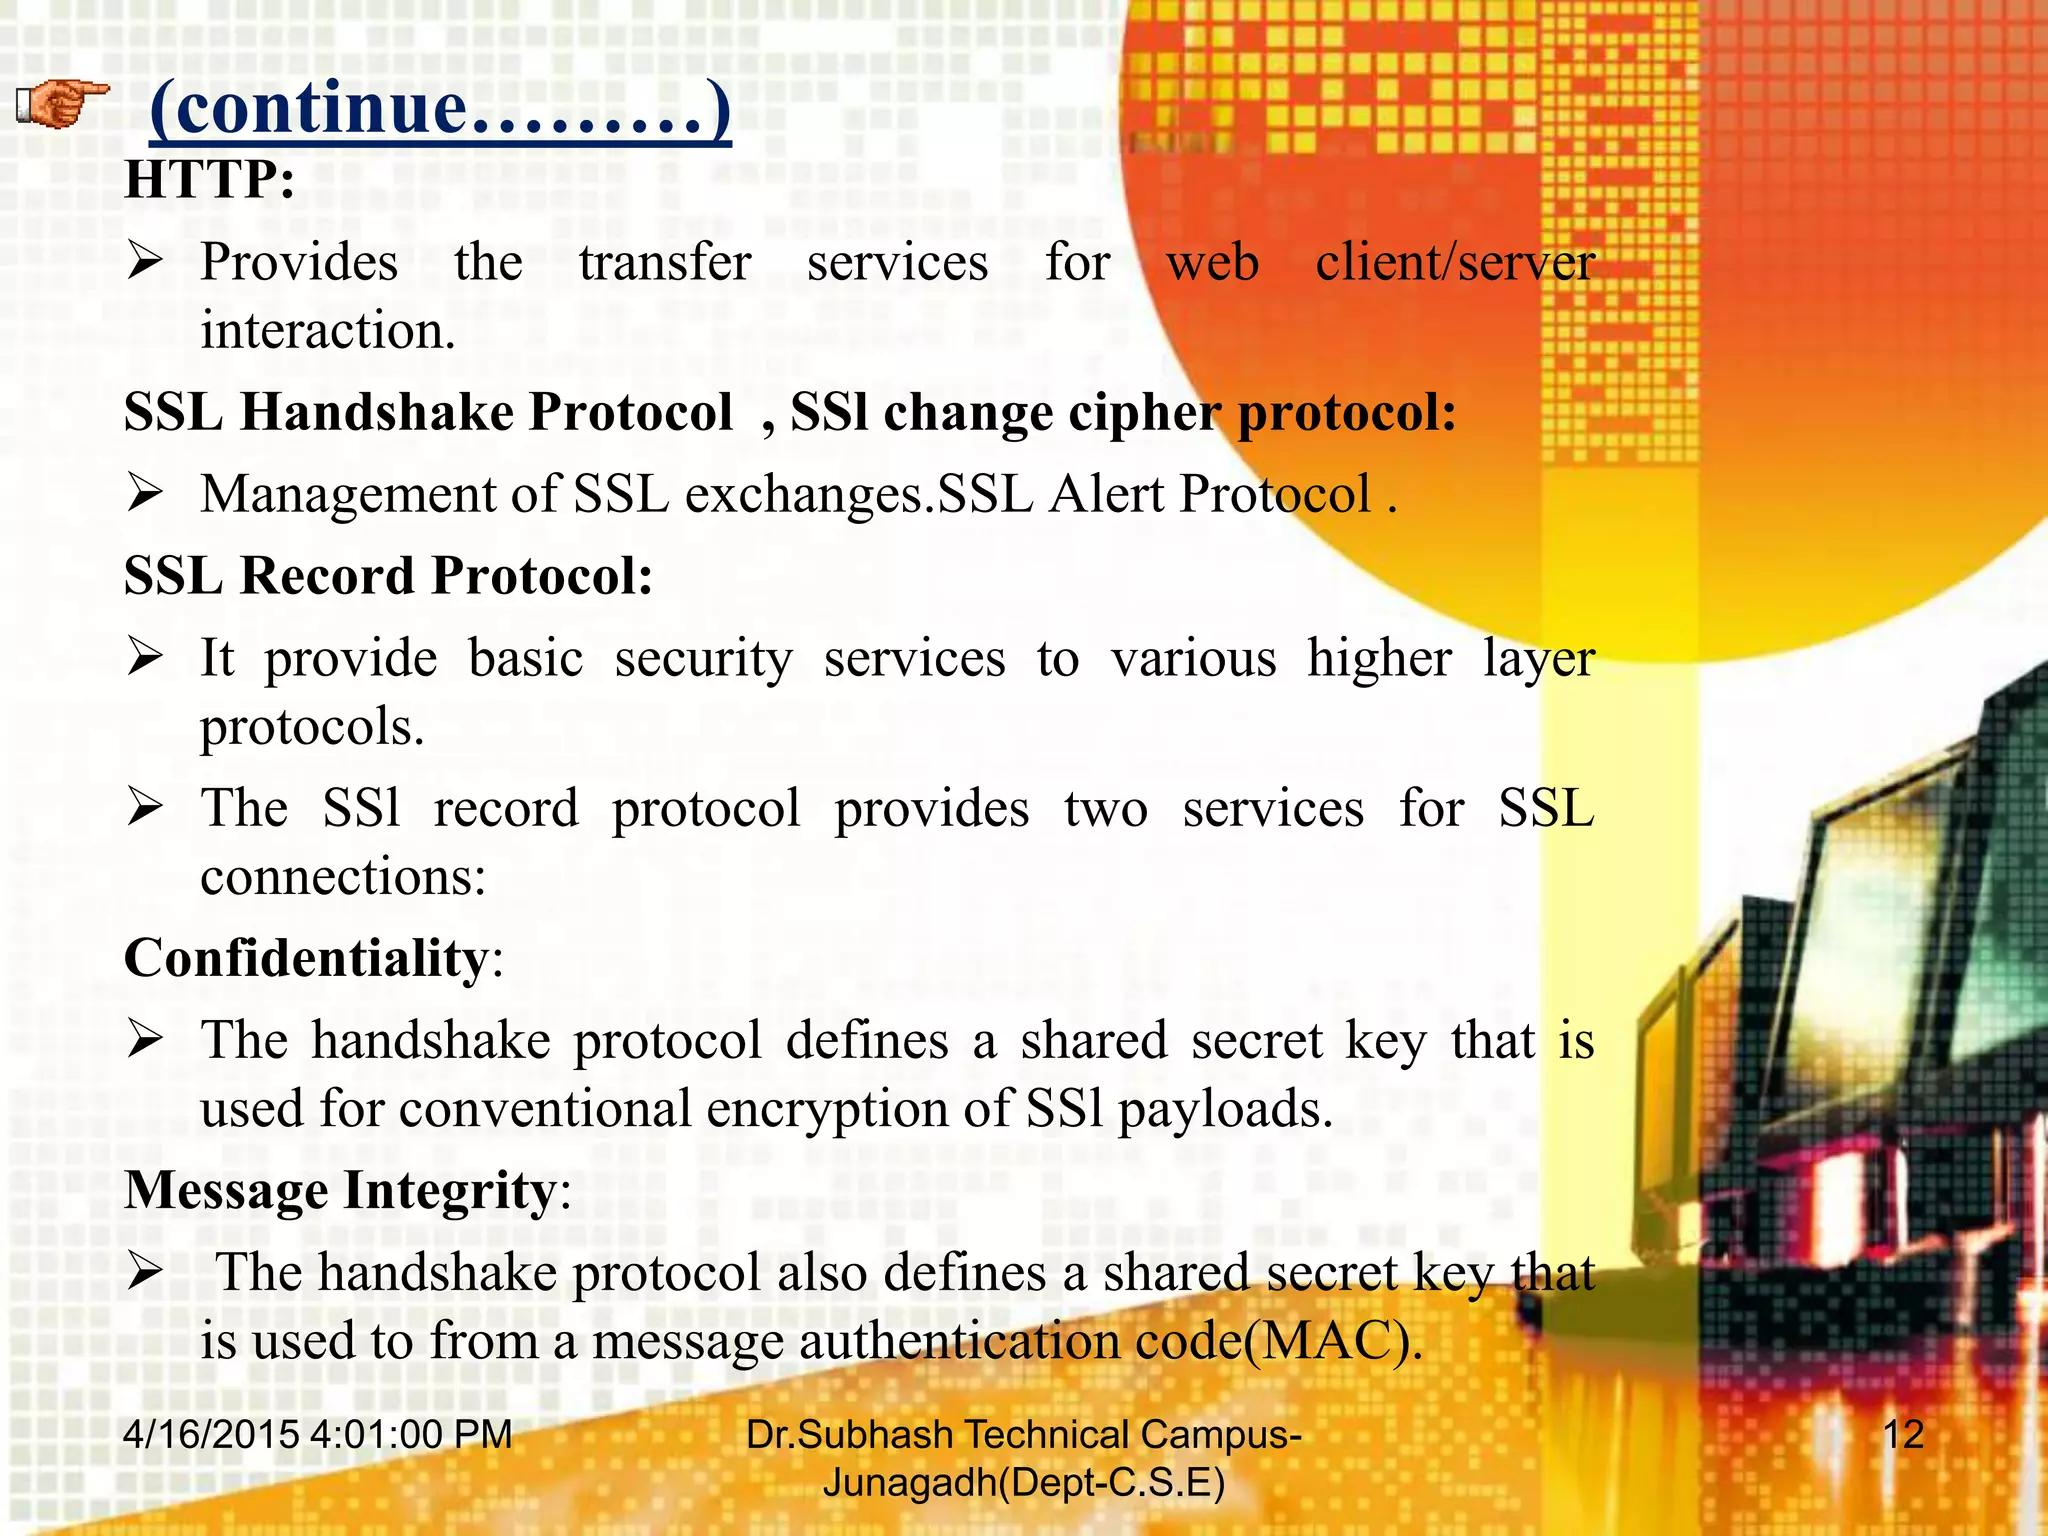 (continue………)
HTTP:
➢ Provides the transfer services for web client/server
interaction.
SSL Handshake Protocol , SSl change cipher protocol:
➢ Management of SSL exchanges.SSL Alert Protocol .
SSL Record Protocol:
➢ It provide basic security services to various higher layer
protocols.
➢ The SSl record protocol provides two services for SSL
connections:
Confidentiality:
➢ The handshake protocol defines a shared secret key that is
used for conventional encryption of SSl payloads.
Message Integrity:
➢ The handshake protocol also defines a shared secret key that
is used to from a message authentication code(MAC).
4/16/2015 4:01:00 PM
Dr.Subhash Technical Campus-
Junagadh(Dept-C.S.E)
12